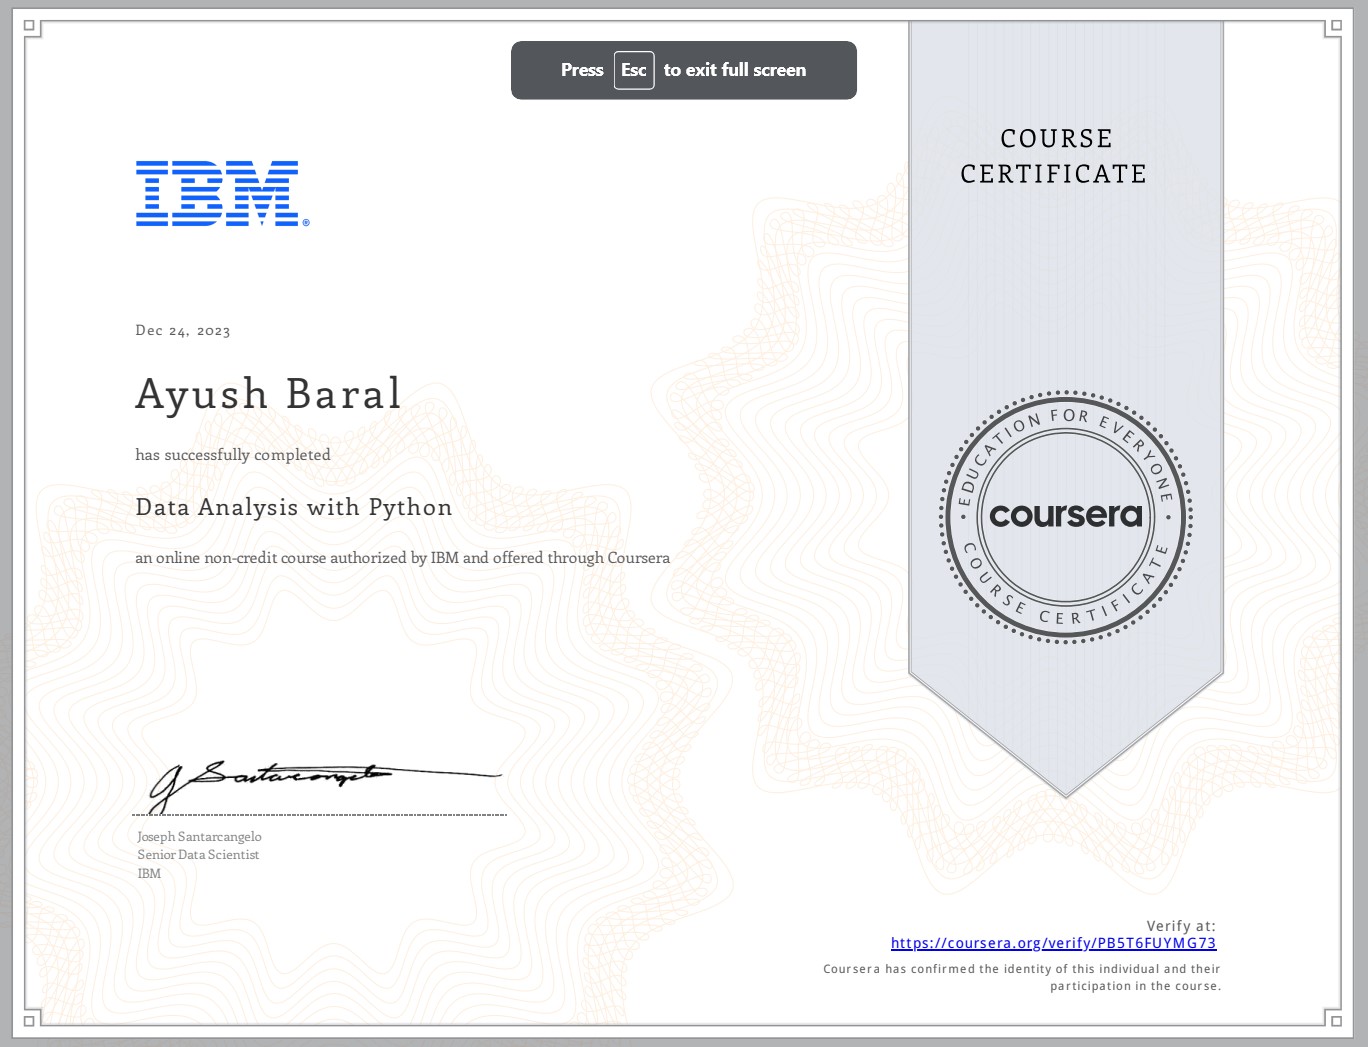 Press Esc to exit full screen
COURSE
CERTIFICATE
IBM®
Dec 24, 2023
Ayush Baral
has successfully completed
Data Analysis with Python
an online non-credit course authorized by IBM and offered through Coursera
EDUCATION FOR EVERYONE
coursera
COURSE CERTIFICATE
J Santarcangelo
Joseph Santarcangelo
Senior Data Scientist
IBM
Verify at:
https://coursera.org/verify/PB5T6FUYMG73
Coursera has confirmed the identity of this individual and their
participation in the course.